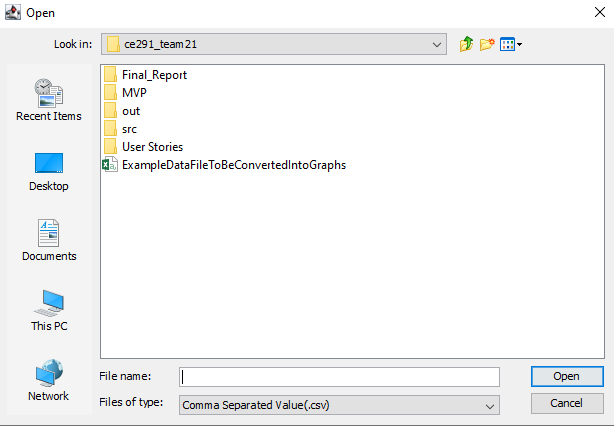 Open
Look in: ce291_team21
Recent Items
Desktop
Documents
This PC
Network
Final_Report
MVP
out
src
User Stories
ExampleDataFileToBeConvertedIntoGraphs
File name: Open
Files of type: Comma Separated Value(.csv) Cancel